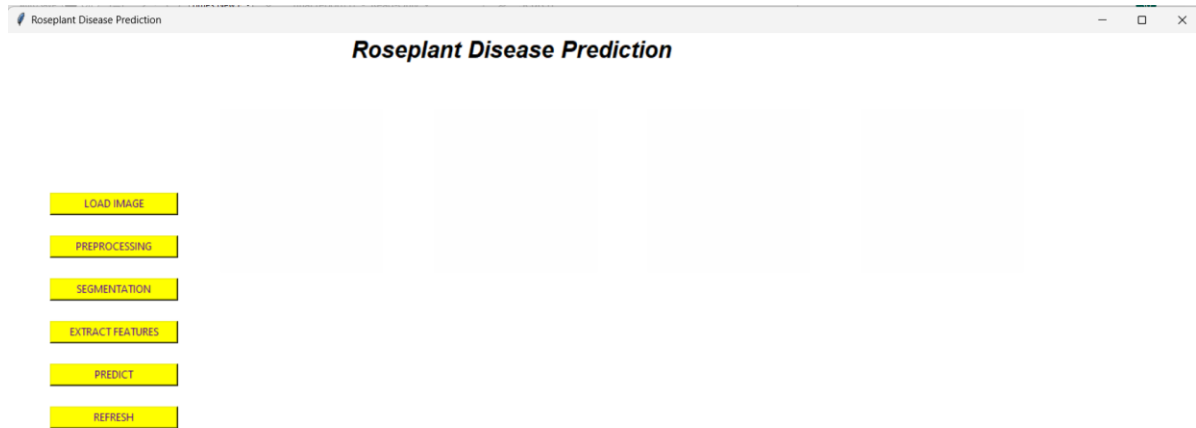 Roseplant Disease Prediction
Roseplant Disease Prediction
LOAD IMAGE
PREPROCESSING
SEGMENTATION
EXTRACT FEATURES
PREDICT
REFRESH